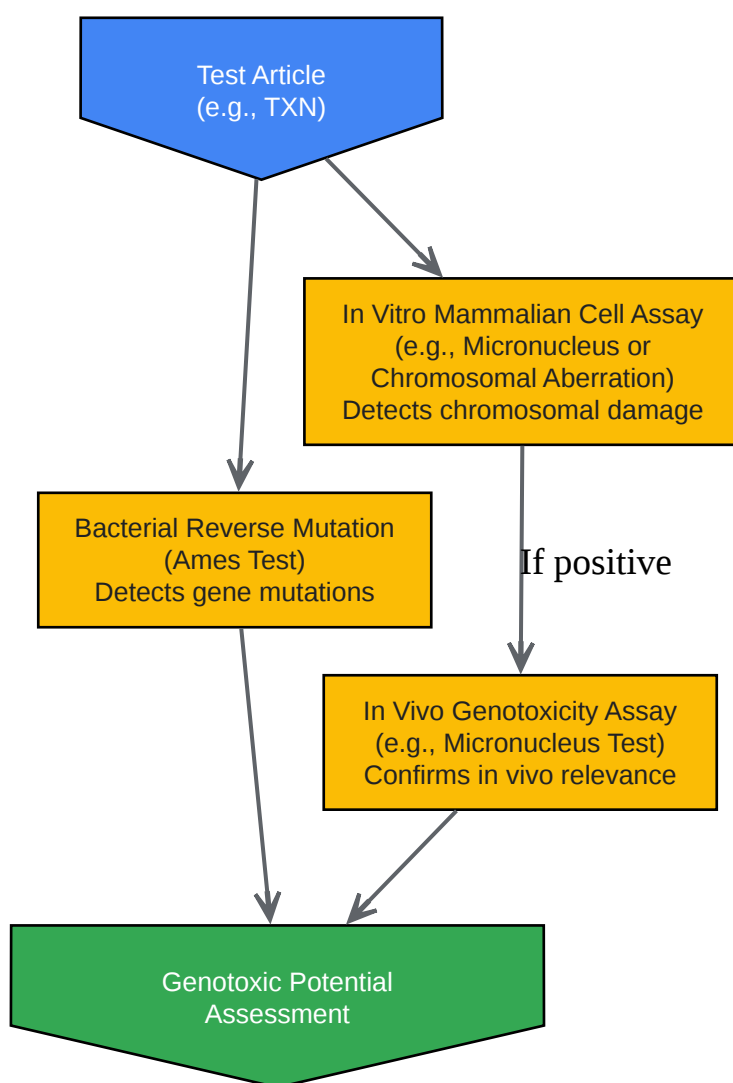 Test Article
(e.g., TXN)
In Vitro Mammalian Cell Assay
(e.g., Micronucleus or
Chromosomal Aberration)
Detects chromosomal damage
Bacterial Reverse Mutation
(Ames Test)
Detects gene mutations
If positive
In Vivo Genotoxicity Assay
(e.g., Micronucleus Test)
Confirms in vivo relevance
Genotoxic Potential
Assessment